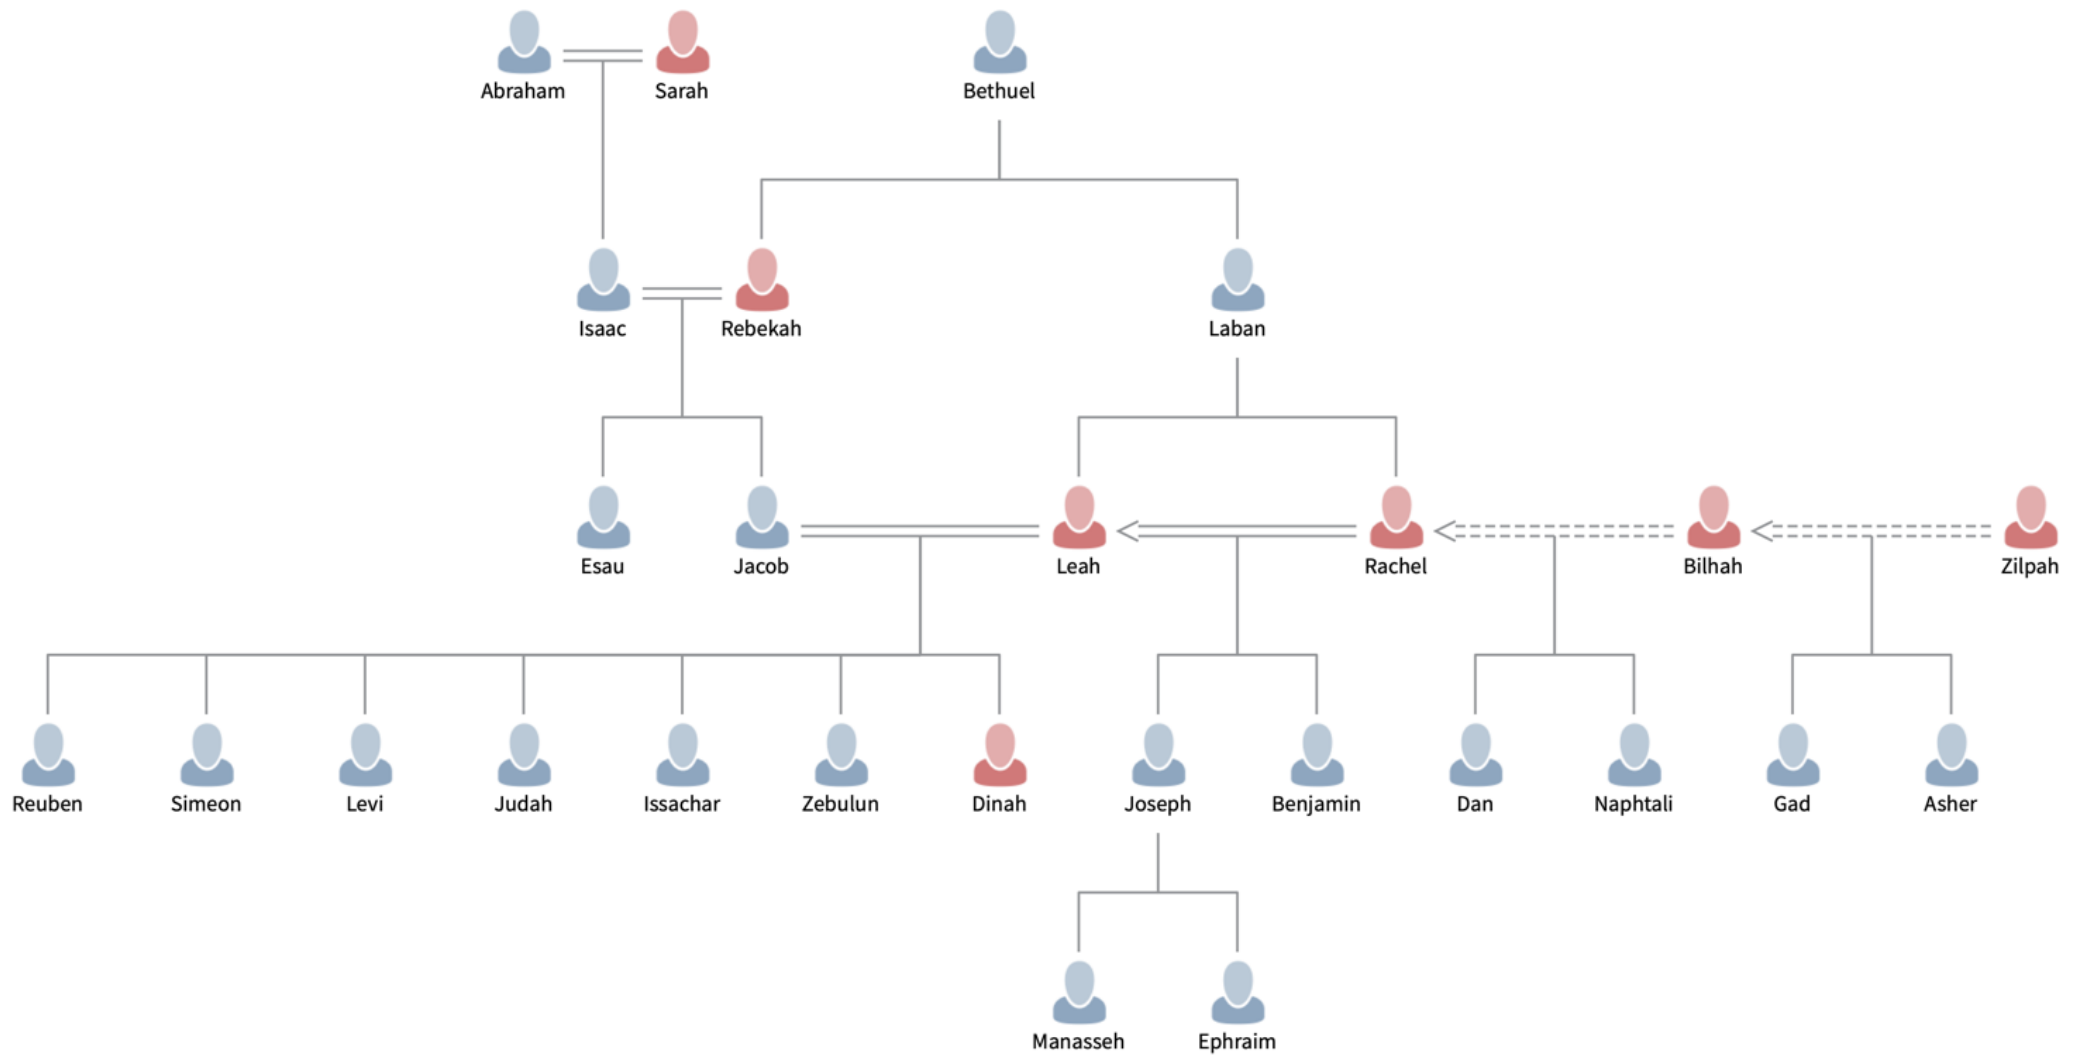 Abraham
Sarah
Bethuel
Isaac
Rebekah
Laban
Esau
Jacob
Leah
Rachel
Bilhah
Zilpah
Reuben
Simeon
Levi
Judah
Issachar
Zebulun
Dinah
Joseph
Benjamin
Dan
Naphtali
Gad
Asher
Manasseh
Ephraim